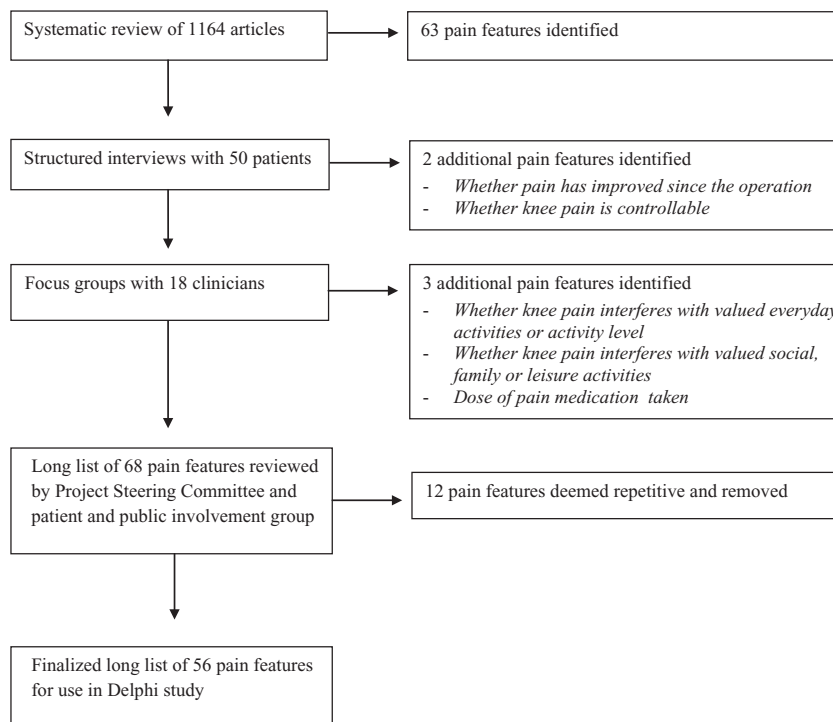 Systematic review of 1164 articles
63 pain features identified
Structured interviews with 50 patients
2 additional pain features identified
- Whether pain has improved since the operation
- Whether knee pain is controllable
Focus groups with 18 clinicians
3 additional pain features identified
- Whether knee pain interferes with valued everyday
activities or activity level
- Whether knee pain interferes with valued social,
family or leisure activities
- Dose of pain medication taken
Long list of 68 pain features reviewed
by Project Steering Committee and
patient and public involvement group
12 pain features deemed repetitive and removed
Finalized long list of 56 pain features
for use in Delphi study